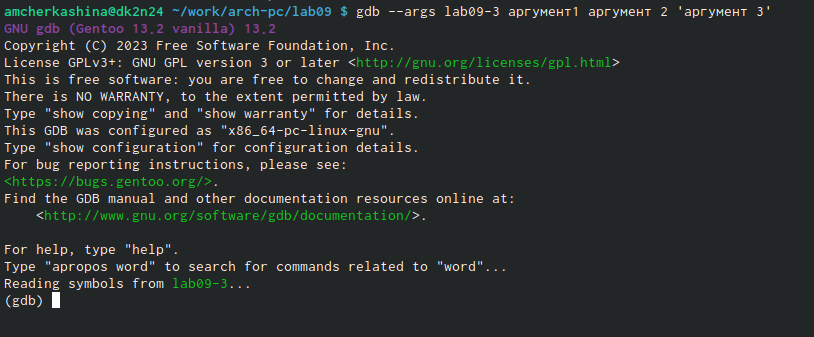 amcherkashina@dk2n24 ~/work/arch-pc/lab09 $ gdb --args lab09-3 аргумент1 аргумент 2 'аргумент 3'
GNU gdb (Gentoo 13.2 vanilla) 13.2
Copyright (C) 2023 Free Software Foundation, Inc.
License GPLv3+: GNU GPL version 3 or later <http://gnu.org/licenses/gpl.html>
This is free software: you are free to change and redistribute it.
There is NO WARRANTY, to the extent permitted by law.
Type "show copying" and "show warranty" for details.
This GDB was configured as "x86_64-pc-linux-gnu".
Type "show configuration" for configuration details.
For bug reporting instructions, please see:
<https://bugs.gentoo.org/>.
Find the GDB manual and other documentation resources online at:
    <http://www.gnu.org/software/gdb/documentation/>.

For help, type "help".
Type "apropos word" to search for commands related to "word"...
Reading symbols from lab09-3...
(gdb)